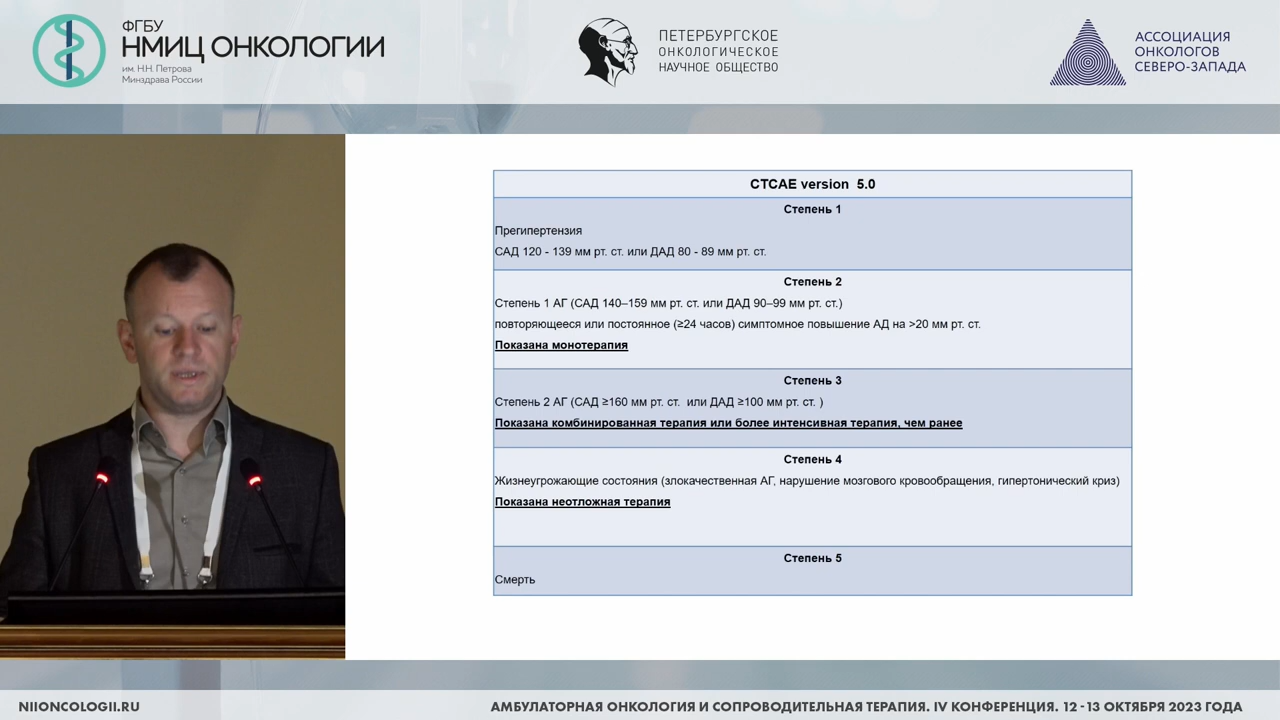 ФГБУ
НМИЦ ОНКОЛОГИИ
им. Н.Н. Петрова
Минздрава России
ПЕТЕРБУРГСКОЕ
ОНКОЛОГИЧЕСКОЕ
НАУЧНОЕ ОБЩЕСТВО
АССОЦИАЦИЯ
ОНКОЛОГОВ
СЕВЕРО-ЗАПАДА
CTCAE version 5.0
Степень 1
Прегипертензия
САД 120 - 139 мм рт. ст. или ДАД 80 - 89 мм рт. ст.
Степень 2
Степень 1 АГ (САД 140–159 мм рт. ст. или ДАД 90–99 мм рт. ст.)
повторяющееся или постоянное (≥24 часов) симптомное повышение АД на >20 мм рт. ст.
Показана монотерапия
Степень 3
Степень 2 АГ (САД ≥160 мм рт. ст. или ДАД ≥100 мм рт. ст. )
Показана комбинированная терапия или более интенсивная терапия, чем ранее
Степень 4
Жизнеугрожающие состояния (злокачественная АГ, нарушение мозгового кровообращения, гипертонический криз)
Показана неотложная терапия
Степень 5
Смерть
NIIONCOLOGII.RU
АМБУЛАТОРНАЯ ОНКОЛОГИЯ И СОПРОВОДИТЕЛЬНАЯ ТЕРАПИЯ. IV КОНФЕРЕНЦИЯ. 12 - 13 ОКТЯБРЯ 2023 ГОДА